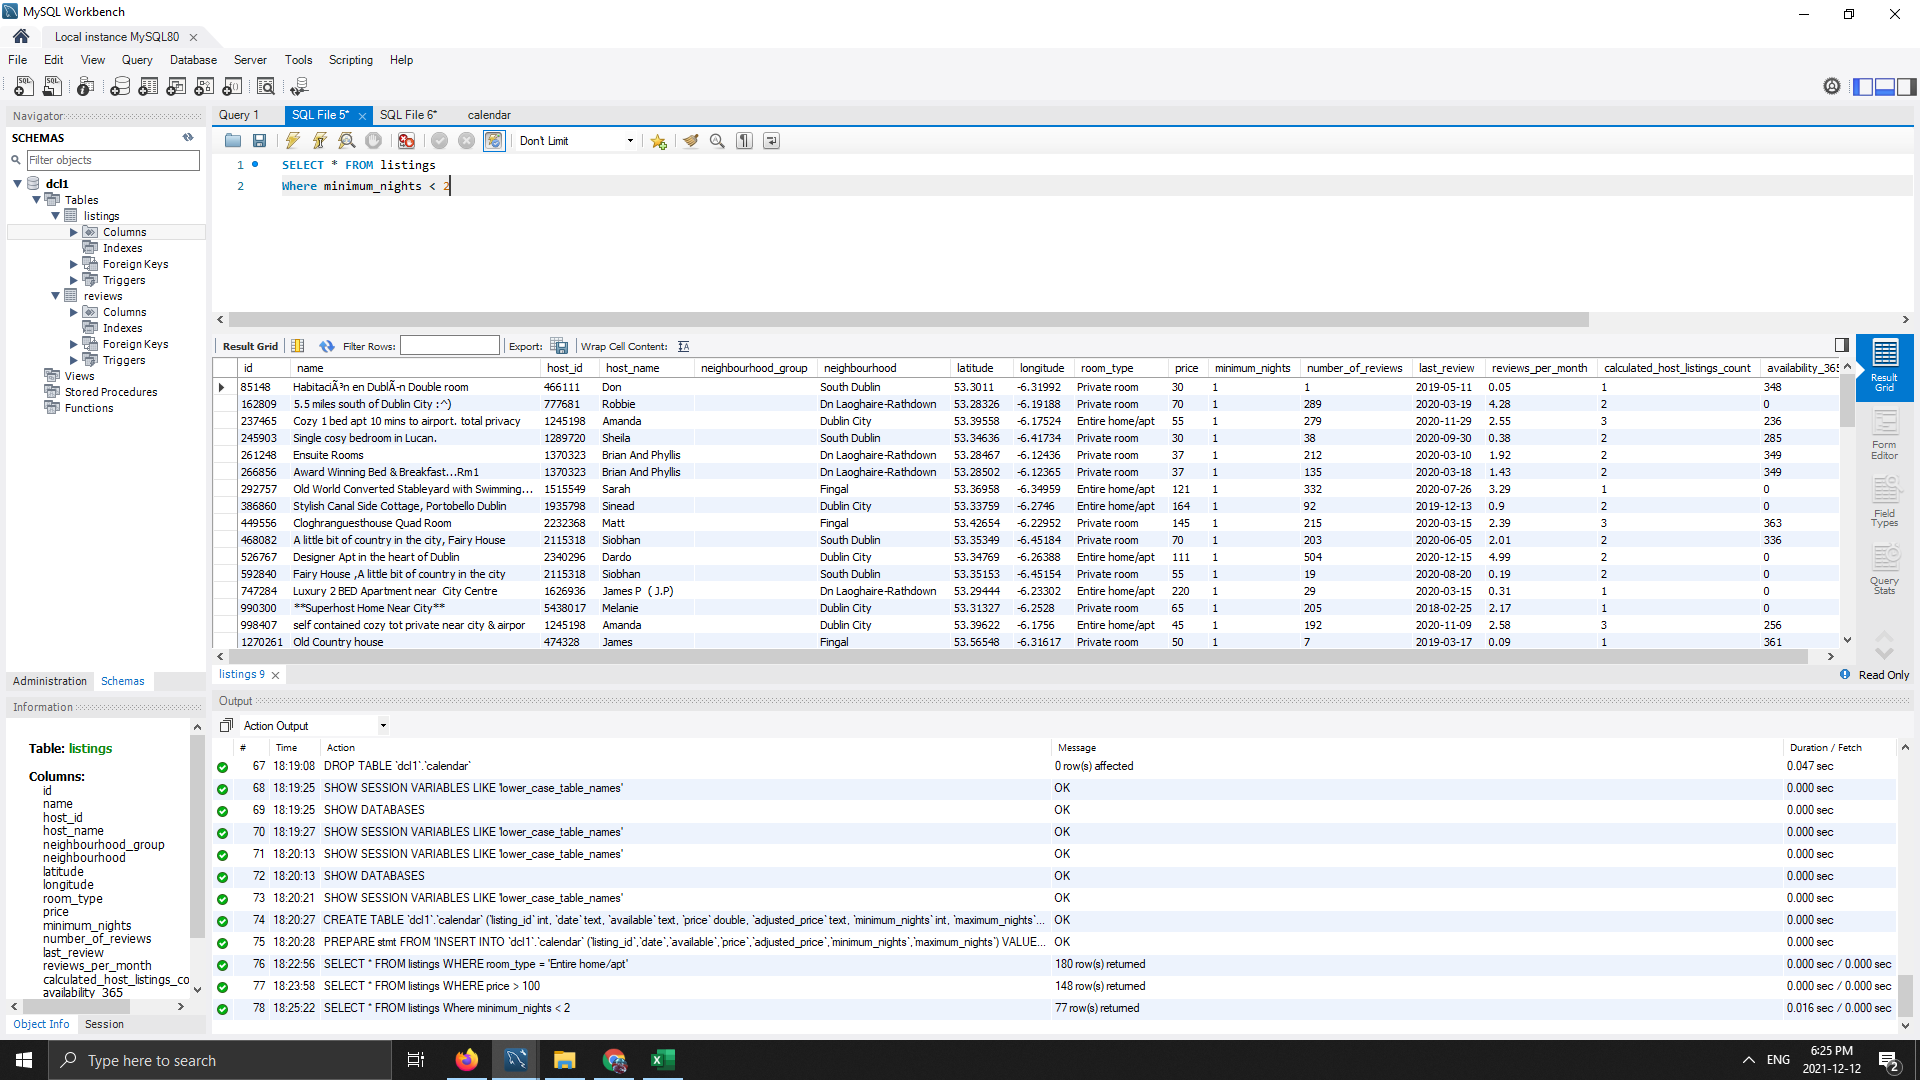 MySQL Workbench
Local instance MySQL80
File Edit View Query Database Server Tools Scripting Help
Navigator
SCHEMAS
Filter objects
dcl1
Tables
listings
Columns
Indexes
Foreign Keys
Triggers
reviews
Columns
Indexes
Foreign Keys
Triggers
Views
Stored Procedures
Functions
Administration Schemas
Information
Table: listings
Columns:
id
name
host_id
host_name
neighbourhood_group
neighbourhood
latitude
longitude
room_type
price
minimum_nights
number_of_reviews
last_review
reviews_per_month
calculated_host_listings_co
availability_365
Object Info Session
Query 1 SQL File 5* SQL File 6* calendar
Don't Limit
1 SELECT * FROM listings
2 Where minimum_nights < 2
Result Grid Filter Rows: Export: Wrap Cell Content:
id name host_id host_name neighbourhood_group neighbourhood latitude longitude room_type price minimum_nights number_of_reviews last_review reviews_per_month calculated_host_listings_count availability_365
85148 HabitaciÃ³n en DublÃ-n Double room 466111 Don South Dublin 53.3011 -6.31992 Private room 30 1 1 2019-05-11 0.05 1 348
162809 5.5 miles south of Dublin City :^) 777681 Robbie Dn Laoghaire-Rathdown 53.28326 -6.19188 Private room 70 1 289 2020-03-19 4.28 2 0
237465 Cozy 1 bed apt 10 mins to airport. total privacy 1245198 Amanda Dublin City 53.39558 -6.17524 Entire home/apt 55 1 279 2020-11-29 2.55 3 236
245903 Single cosy bedroom in Lucan. 1289720 Sheila South Dublin 53.34636 -6.41734 Private room 30 1 38 2020-09-30 0.38 2 285
261248 Ensuite Rooms 1370323 Brian And Phyllis Dn Laoghaire-Rathdown 53.28467 -6.12436 Private room 37 1 212 2020-03-10 1.92 2 349
266856 Award Winning Bed & Breakfast...Rm1 1370323 Brian And Phyllis Dn Laoghaire-Rathdown 53.28502 -6.12365 Private room 37 1 135 2020-03-18 1.43 2 349
292757 Old World Converted Stableyard with Swimming... 1515549 Sarah Fingal 53.36958 -6.34959 Entire home/apt 121 1 332 2020-07-26 3.29 1 0
386860 Stylish Canal Side Cottage, Portobello Dublin 1935798 Sinead Dublin City 53.33759 -6.2746 Entire home/apt 164 1 92 2019-12-13 0.9 2 0
449556 Cloghranguesthouse Quad Room 2232368 Matt Fingal 53.42654 -6.22952 Private room 145 1 215 2020-03-15 2.39 3 363
468082 A little bit of country in the city, Fairy House 2115318 Siobhan South Dublin 53.35349 -6.45184 Private room 70 1 203 2020-06-05 2.01 2 336
526767 Designer Apt in the heart of Dublin 2340296 Dardo Dublin City 53.34769 -6.26388 Entire home/apt 111 1 504 2020-12-15 4.99 2 0
592840 Fairy House ,A little bit of country in the city 2115318 Siobhan South Dublin 53.35153 -6.45154 Private room 55 1 19 2020-08-20 0.19 2 0
747284 Luxury 2 BED Apartment near City Centre 1626936 James P ( J.P) Dn Laoghaire-Rathdown 53.29444 -6.23302 Entire home/apt 220 1 29 2020-03-15 0.31 1 0
990300 **Superhost Home Near City** 5438017 Melanie Dublin City 53.31327 -6.2528 Private room 65 1 205 2018-02-25 2.17 1 0
998407 self contained cozy tot private near city & airpor 1245198 Amanda Dublin City 53.39622 -6.1756 Entire home/apt 45 1 192 2020-11-09 2.58 3 256
1270261 Old Country house 474328 James Fingal 53.56548 -6.31617 Private room 50 1 7 2019-03-17 0.09 1 361
Result Grid
Form Editor
Field Types
Query Stats
listings 9
Read Only
Output
Action Output
# Time Action Message Duration / Fetch
67 18:19:08 DROP TABLE `dcl1`.`calendar` 0 row(s) affected 0.047 sec
68 18:19:25 SHOW SESSION VARIABLES LIKE 'lower_case_table_names' OK 0.000 sec
69 18:19:25 SHOW DATABASES OK 0.000 sec
70 18:19:27 SHOW SESSION VARIABLES LIKE 'lower_case_table_names' OK 0.000 sec
71 18:20:13 SHOW SESSION VARIABLES LIKE 'lower_case_table_names' OK 0.000 sec
72 18:20:13 SHOW DATABASES OK 0.000 sec
73 18:20:21 SHOW SESSION VARIABLES LIKE 'lower_case_table_names' OK 0.000 sec
74 18:20:27 CREATE TABLE `dcl1`.`calendar` (`listing_id` int, `date` text, `available` text, `price` double, `adjusted_price` text, `minimum_nights` int, `maximum_nights`... OK 0.000 sec
75 18:20:28 PREPARE stmt FROM 'INSERT INTO `dcl1`.`calendar` (`listing_id`,`date`,`available`,`price`,`adjusted_price`,`minimum_nights`,`maximum_nights`) VALUE... OK 0.000 sec
76 18:22:56 SELECT * FROM listings WHERE room_type = 'Entire home/apt' 180 row(s) returned 0.000 sec / 0.000 sec
77 18:23:58 SELECT * FROM listings WHERE price > 100 148 row(s) returned 0.000 sec / 0.000 sec
78 18:25:22 SELECT * FROM listings Where minimum_nights < 2 77 row(s) returned 0.016 sec / 0.000 sec
Type here to search
ENG
6:25 PM
2021-12-12
2